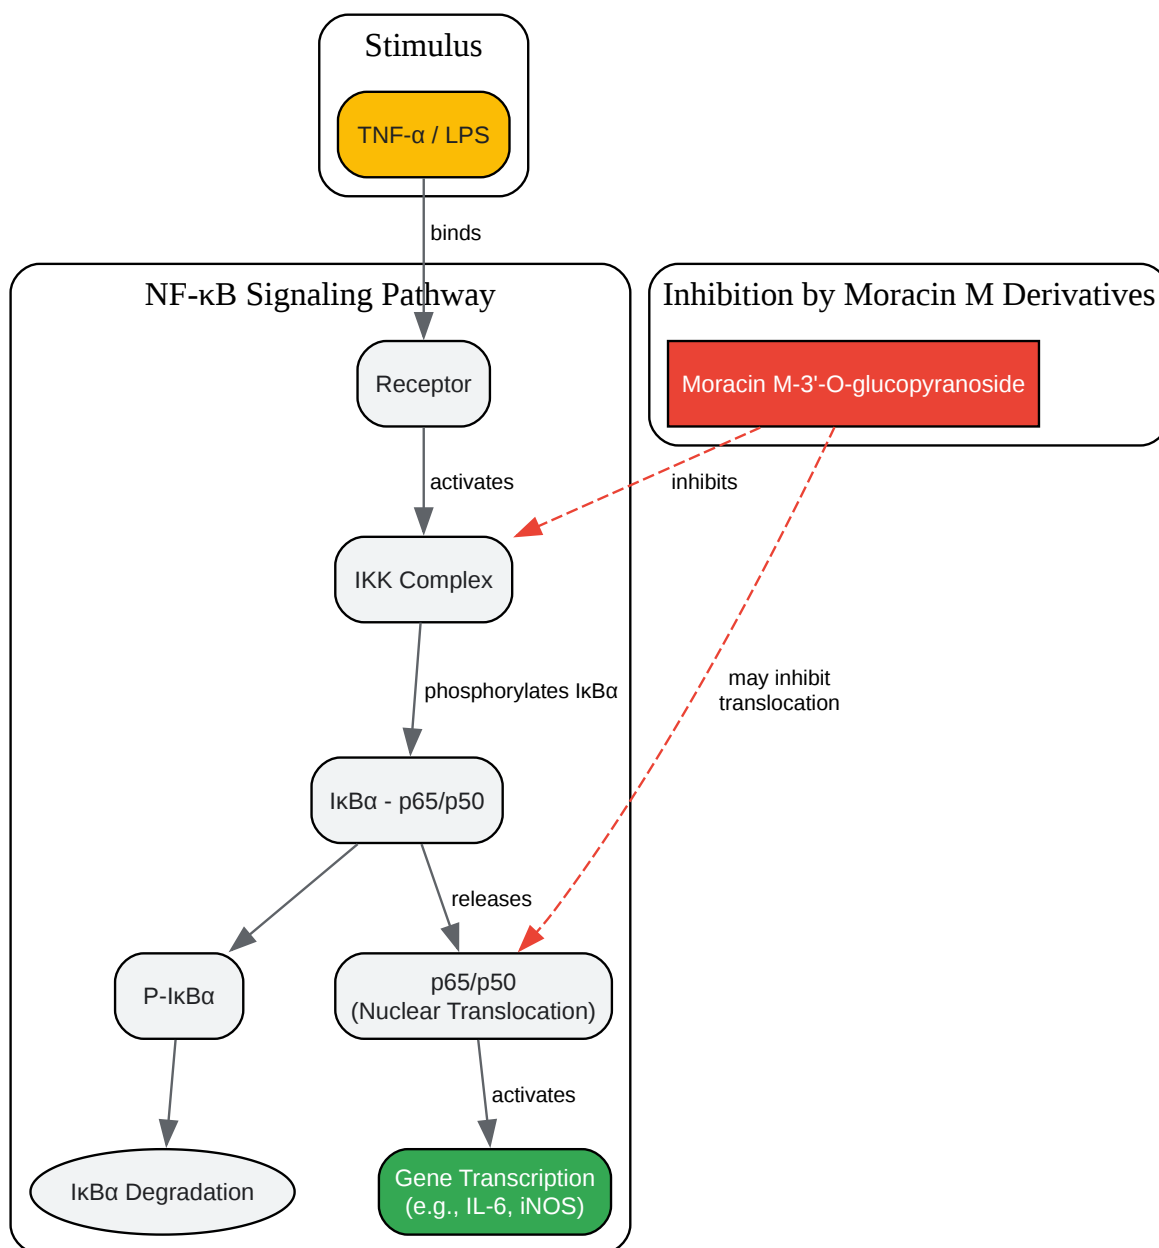 Stimulus
TNF-α / LPS
binds
NF-κB Signaling Pathway
Inhibition by Moracin M Derivatives
Receptor
Moracin M-3'-O-glucopyranoside
activates
inhibits
IKK Complex
phosphorylates IκBα
may inhibit
translocation
IκBα - p65/p50
releases
P-IκBα
p65/p50
(Nuclear Translocation)
activates
IκBα Degradation
Gene Transcription
(e.g., IL-6, iNOS)